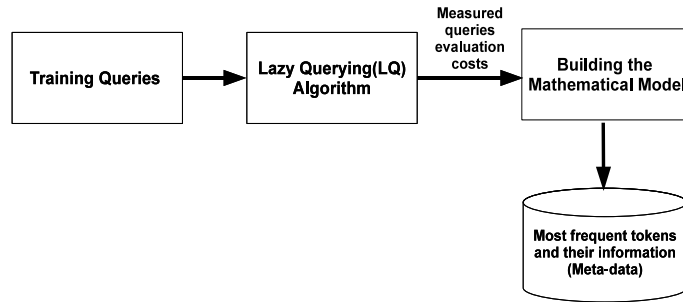 Training Queries
Lazy Querying(LQ)
Algorithm
Measured
queries
evaluation
costs
Building the
Mathematical Model
Most frequent tokens
and their information
(Meta-data)